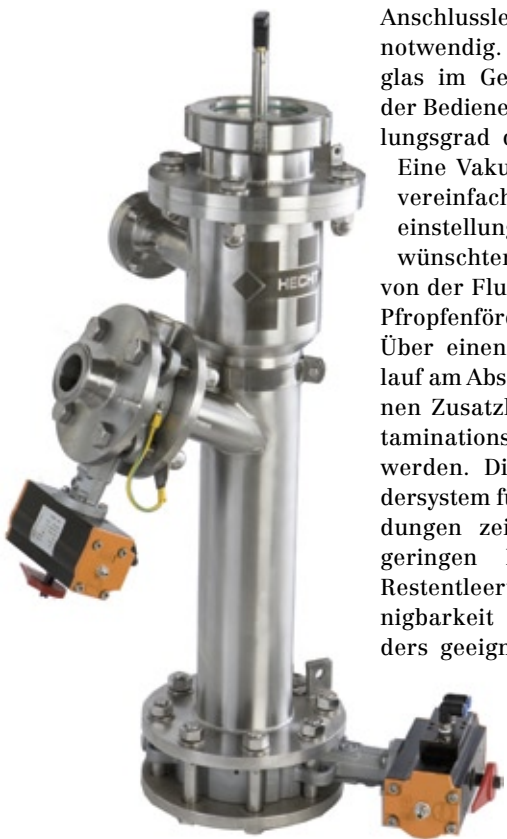 Anschlussle
notwendig.
glas im Ge
der Bediene
lungsgrad
Eine Vaku
vereinfach
einstellung
wünschten
von der Flu
Pfropfenförd
Über einen
lauf am Abs
nen Zusatzl
taminations
werden. Di
dersystem fü
dungen zei
geringen
Restentleer
nigbarkeit
ders geeign
HECHT